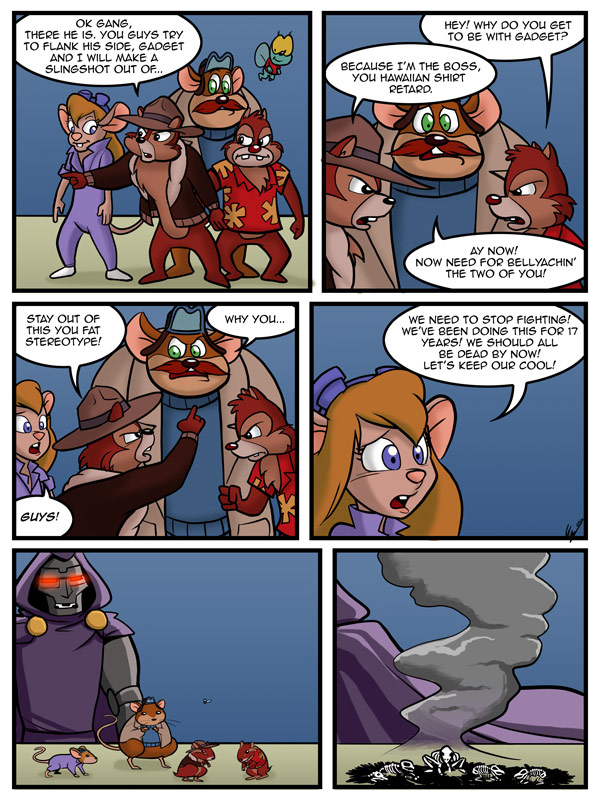 OK GANG,
THERE HE IS. YOU GUYS TRY
TO FLANK HIS SIDE, GADGET
AND I WILL MAKE A
SLINGSHOT OUT OF...
HEY! WHY DO YOU GET
TO BE WITH GADGET?
BECAUSE I'M THE BOSS,
YOU HAWAIIAN SHIRT
RETARD.
AY NOW!
NOW NEED FOR BELLYACHIN'
THE TWO OF YOU!
STAY OUT OF
THIS YOU FAT
STEREOTYPE!
WHY YOU...
GUYS!
WE NEED TO STOP FIGHTING!
WE'VE BEEN DOING THIS FOR 17
YEARS! WE SHOULD ALL
BE DEAD BY NOW!
LET'S KEEP OUR COOL!